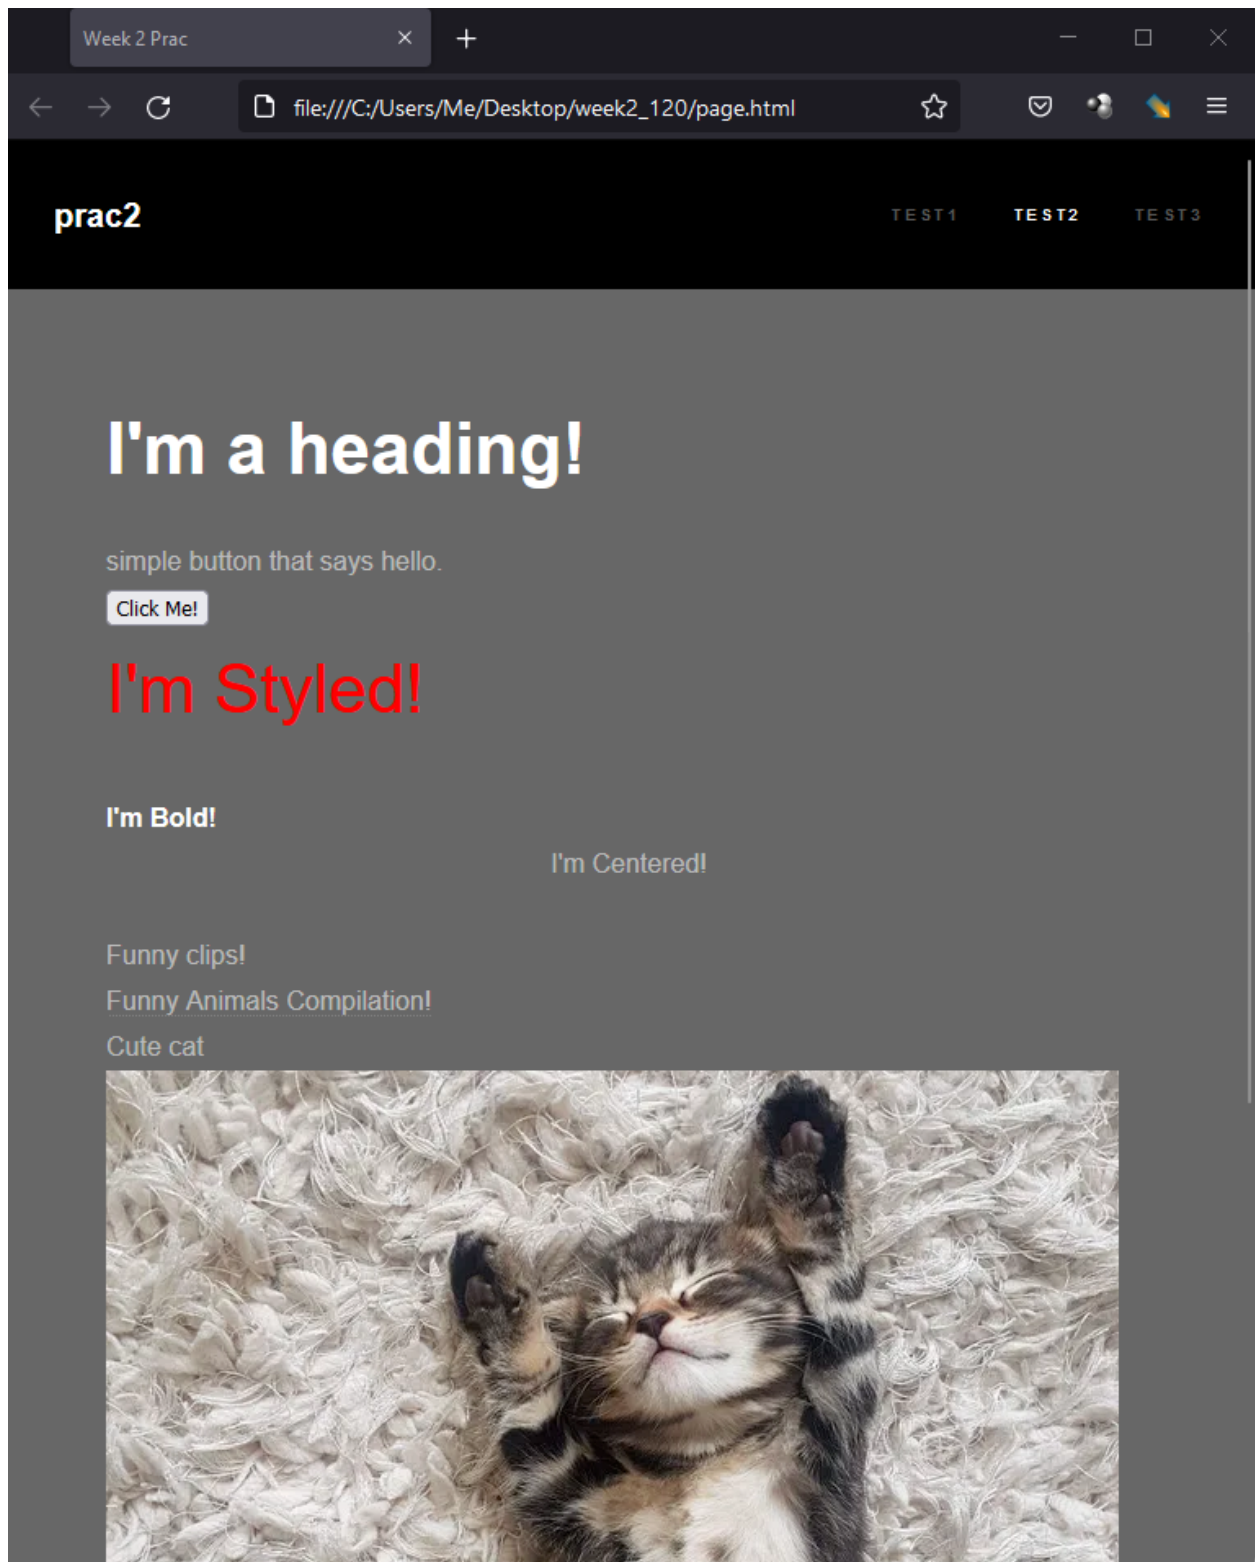 Week 2 Prac
file:///C:/Users/Me/Desktop/week2_120/page.html
prac2
TEST1 TEST2 TEST3
I'm a heading!
simple button that says hello.
Click Me!
I'm Styled!
I'm Bold!
I'm Centered!
Funny clips!
Funny Animals Compilation!
Cute cat